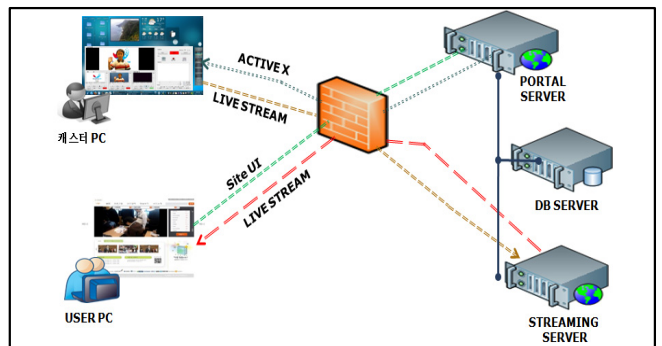 ACTIVE X
LIVE STREAM
캐스터 PC
Site UI
LIVE STREAM
USER PC
PORTAL
SERVER
DB SERVER
STREAMING
SERVER